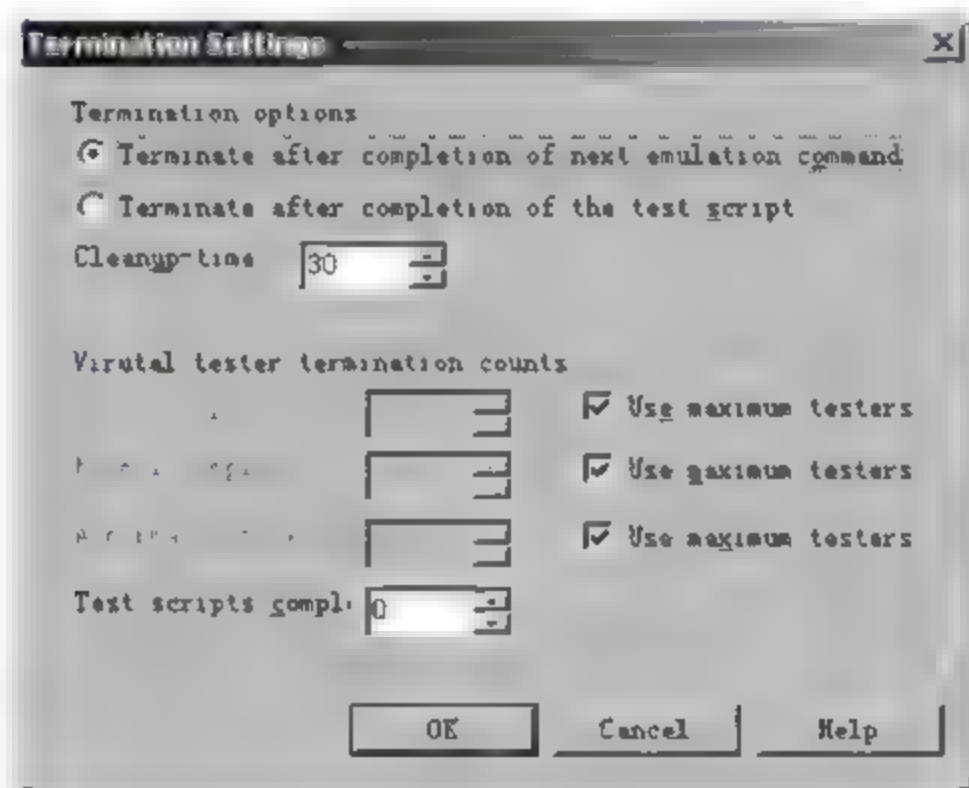 Termination Settings
Termination options
Terminate after completion of next emulation command
Terminate after completion of the test script
Cleanup-time 30
Virutal tester termination counts
Use maximum testers
Use maximum testers
Use maximum testers
Test scripts compl 0
OK Cancel Help